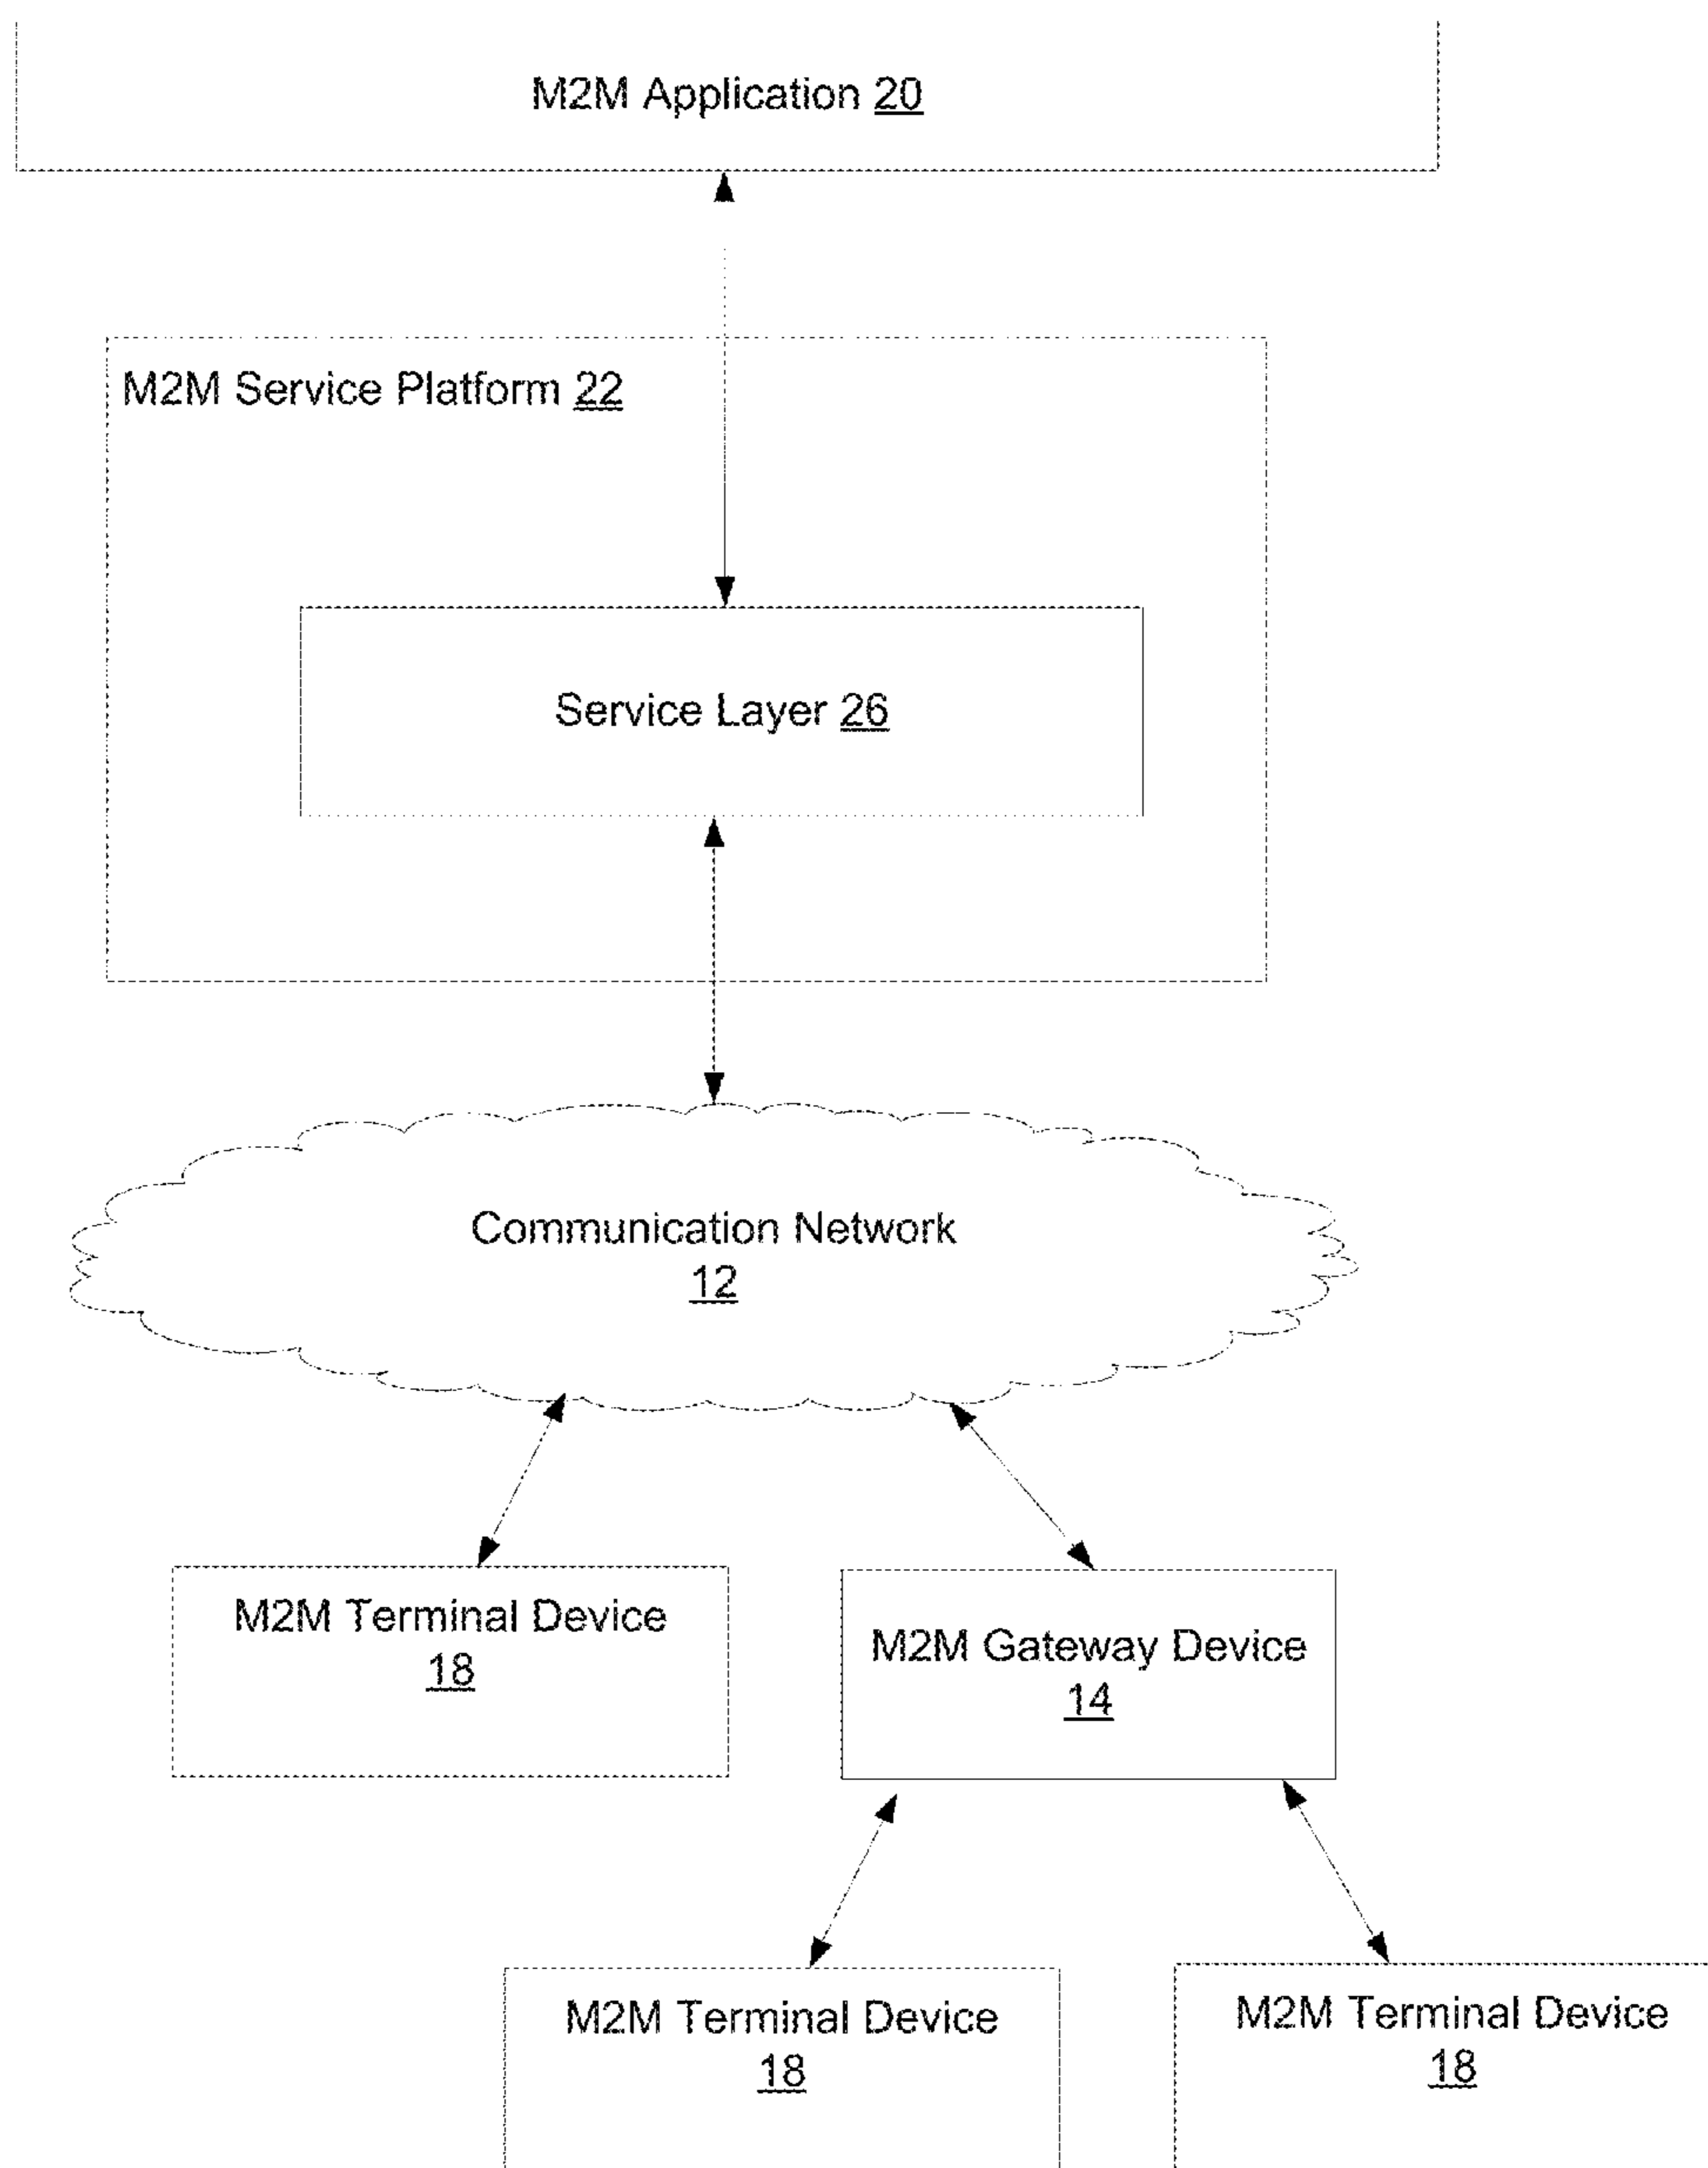 M2M Application 20
M2M Service Platform 22
Service Layer 26
Communication Network
12
M2M Terminal Device
18
M2M Gateway Device
14
M2M Terminal Device
18
M2M Terminal Device
18